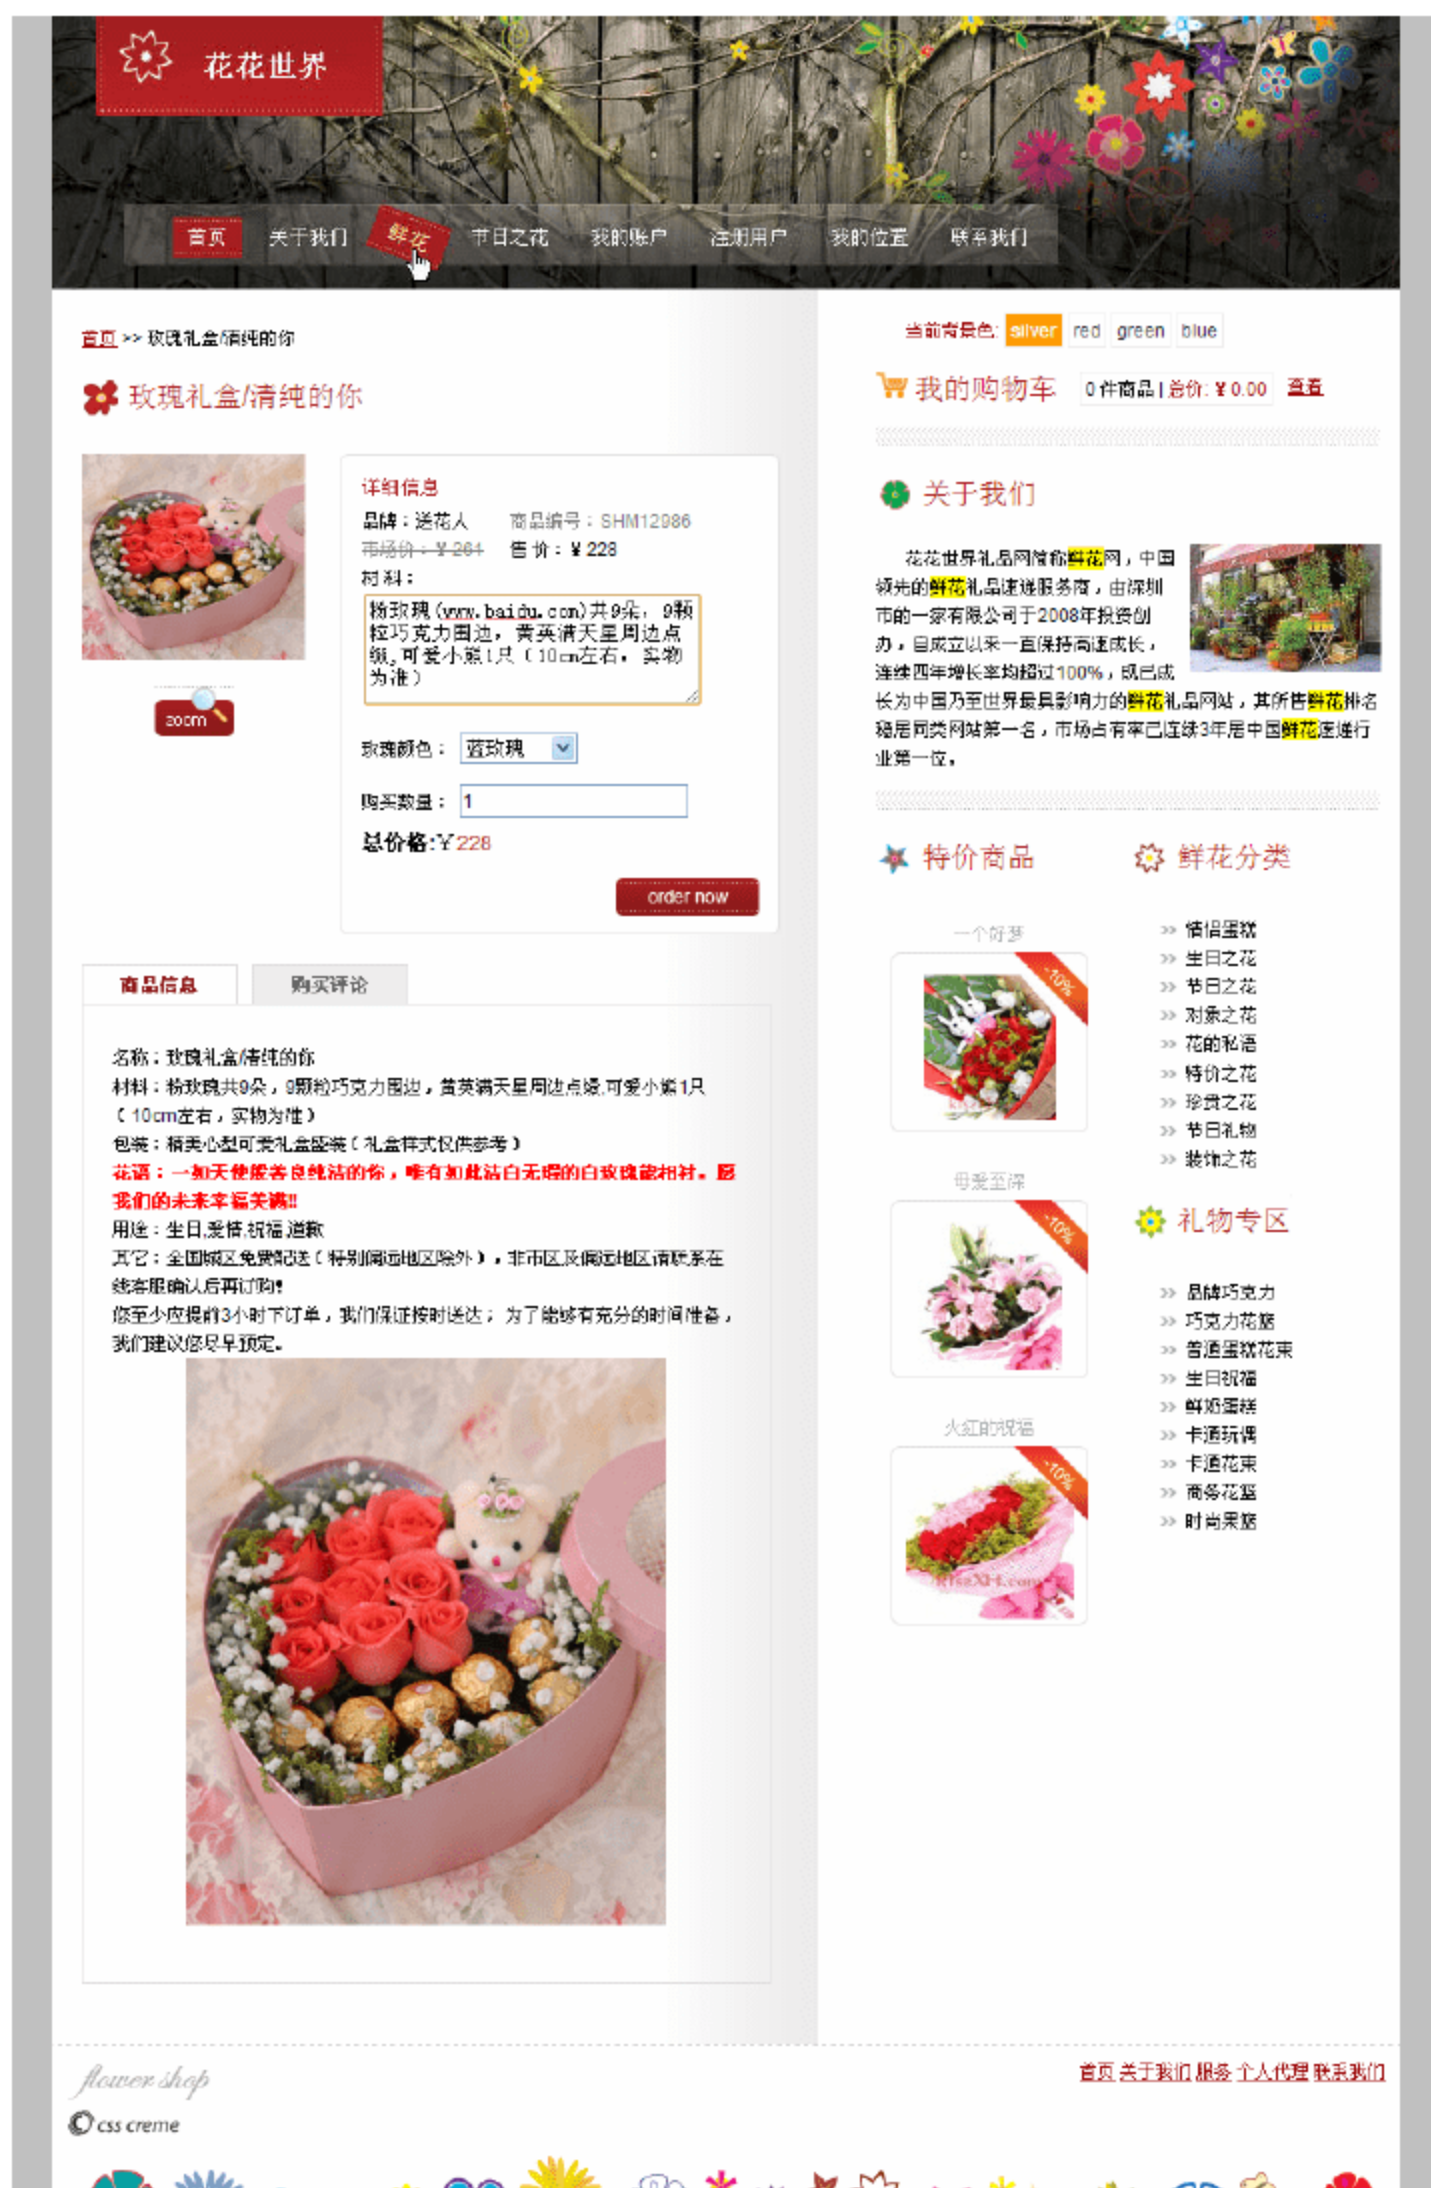 花花世界
首页 关于我们 鲜花 节日之花 我的账户 注册用户 我的位置 联系我们
首页 >> 玫瑰礼盒/清纯的你
玫瑰礼盒/清纯的你
zoom
详细信息
品牌：送花人 商品编号：SHM12986
市场价：¥ 261 售价：¥ 228
材料：
粉玫瑰(www.baidu.com)共9朵，9颗
粒巧克力围边，黄英满天星周边点
缀,可爱小熊1只（10cm左右，实物
为准）
玫瑰颜色： 蓝玫瑰
购买数量： 1
总价格:￥228
order now
商品信息 购买评论
名称：玫瑰礼盒/清纯的你
材料：粉玫瑰共9朵，9颗粒巧克力围边，黄英满天星周边点缀,可爱小熊1只
（10cm左右，实物为准）
包装：精美心型可爱礼盒盛装（礼盒样式仅供参考）
花语：一如天使般善良纯洁的你，唯有如此洁白无瑕的白玫瑰能相衬。愿
我们的未来幸福美满!!
用途：生日,爱情,祝福,道歉
其它：全国城区免费配送（特别偏远地区除外），非市区及偏远地区请联系在
线客服确认后再订购!
您至少应提前3小时下订单，我们保证按时送达； 为了能够有充分的时间准备，
我们建议您尽早预定。
当前背景色: silver red green blue
我的购物车 0 件商品 | 总价: ¥ 0.00 查看
关于我们
花花世界礼品网简称鲜花网，中国
领先的鲜花礼品速递服务商，由深圳
市的一家有限公司于2008年投资创
办，自成立以来一直保持高速成长，
连续四年增长率均超过100%，现已成
长为中国乃至世界最具影响力的鲜花礼品网站，其所售鲜花排名
稳居同类网站第一名，市场占有率已连续3年居中国鲜花速递行
业第一位。
特价商品
一个好梦
-10%
母爱至深
-10%
火红的祝福
-10%
鲜花分类
>> 情侣蛋糕
>> 生日之花
>> 节日之花
>> 对象之花
>> 花的私语
>> 特价之花
>> 珍贵之花
>> 节日礼物
>> 装饰之花
礼物专区
>> 品牌巧克力
>> 巧克力花篮
>> 普通蛋糕花束
>> 生日祝福
>> 鲜奶蛋糕
>> 卡通玩偶
>> 卡通花束
>> 商务花篮
>> 时尚果篮
flower shop
© css creme
首页 关于我们 服务 个人代理 联系我们